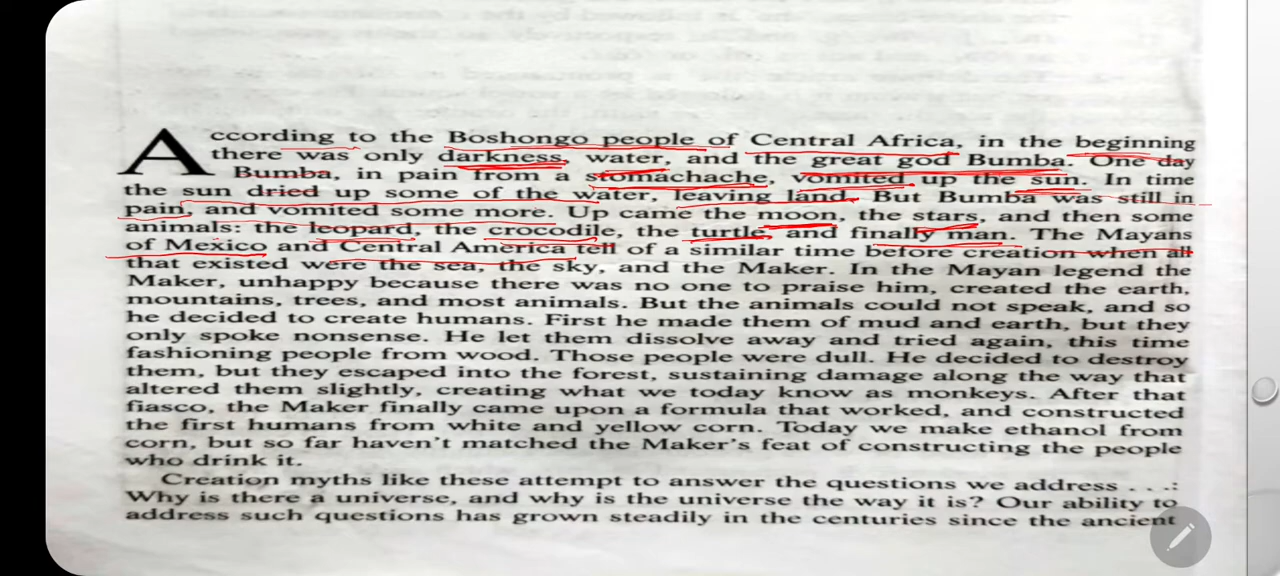 According to the Boshongo people of Central Africa, in the beginning
there was only darkness, water, and the great god Bumba. One day
Bumba, in pain from a stomachache, vomited up the sun. In time
the sun dried up some of the water, leaving land. But Bumba was still in
pain, and vomited some more. Up came the moon, the stars, and then some
animals: the leopard, the crocodile, the turtle, and finally man. The Mayans
of Mexico and Central America tell of a similar time before creation when all
that existed were the sea, the sky, and the Maker. In the Mayan legend the
Maker, unhappy because there was no one to praise him, created the earth,
mountains, trees, and most animals. But the animals could not speak, and so
he decided to create humans. First he made them of mud and earth, but they
only spoke nonsense. He let them dissolve away and tried again, this time
fashioning people from wood. Those people were dull. He decided to destroy
them, but they escaped into the forest, sustaining damage along the way that
altered them slightly, creating what we today know as monkeys. After that
fiasco, the Maker finally came upon a formula that worked, and constructed
the first humans from white and yellow corn. Today we make ethanol from
corn, but so far haven't matched the Maker's feat of constructing the people
who drink it.
Creation myths like these attempt to answer the questions we address . . .:
Why is there a universe, and why is the universe the way it is? Our ability to
address such questions has grown steadily in the centuries since the ancient